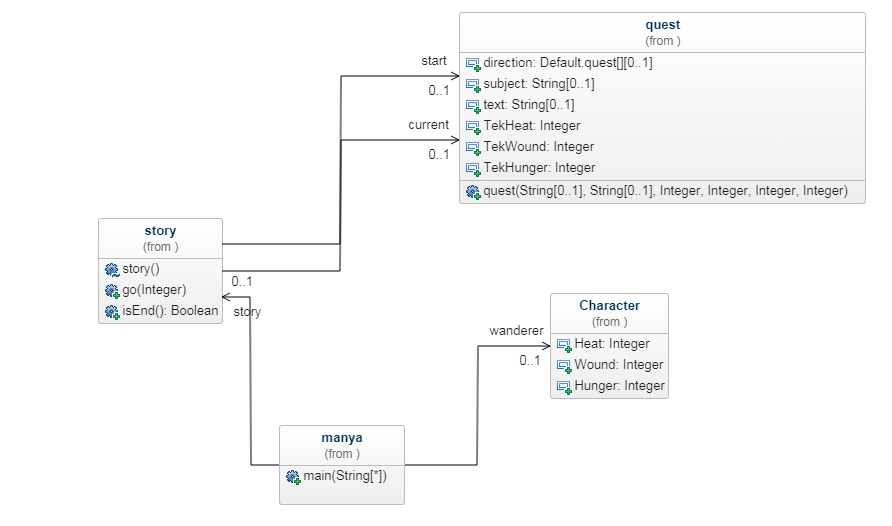 quest
(from )
direction: Default.quest[][0..1]
subject: String[0..1]
text: String[0..1]
TekHeat: Integer
TekWound: Integer
TekHunger: Integer
quest(String[0..1], String[0..1], Integer, Integer, Integer, Integer)
start
0..1
current
0..1
story
(from )
story()
go(Integer)
isEnd(): Boolean
0..1
story
Character
(from )
Heat: Integer
Wound: Integer
Hunger: Integer
wanderer
0..1
manya
(from )
main(String[*])